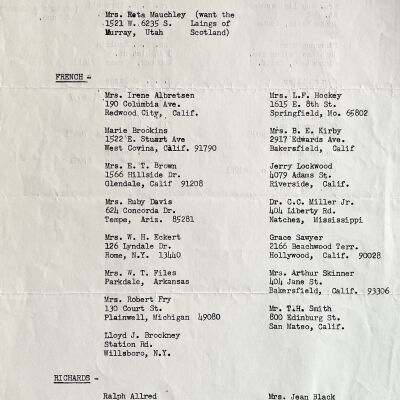 Mrs. Reta Mauchley (want the
1521 W. 6235 S. Laings of
Murray, Utah Scotland)
FRENCH -
Mrs. Irene Albretsen
190 Columbia Ave.
Redwood City, Calif.
Marie Brookins
1522 E. Stuart Ave
West Covina, Calif. 91790
Mrs. E. T. Brown
1566 Hillside Dr.
Glendale, Calif 91208
Mrs. Ruby Davis
624 Concorda Dr.
Tempe, Ariz. 85281
Mrs. W. H. Eckert
126 Lyndale Dr.
Rome, N.Y. 13440
Mrs. W. T. Files
Parkdale, Arkansas
Mrs. Robert Fry
130 Court St.
Plainwell, Michigan 49080
Lloyd J. Brockney
Station Rd.
Willsboro, N.Y.
Mrs. L.F. Hockey
1615 E. 8th St.
Springfield, Mo. 65802
Mrs. B. E. Kirby
2917 Edwards Ave.
Bakersfield, Calif
Jerry Lockwood
4079 Adams St.
Riverside, Calif.
Dr. C.C. Miller Jr.
404 Liberty Rd.
Natchez, Mississippi
Grace Sawyer
2166 Beachwood Terr.
Hollywood, Calif. 90028
Mrs. Arthur Skinner
404 Jane St.
Bakersfield, Calif. 93306
Mr. T.H. Smith
800 Edinburg St.
San Mateo, Calif.
RICHARDS -
Ralph Allred
Mrs. Jean Black